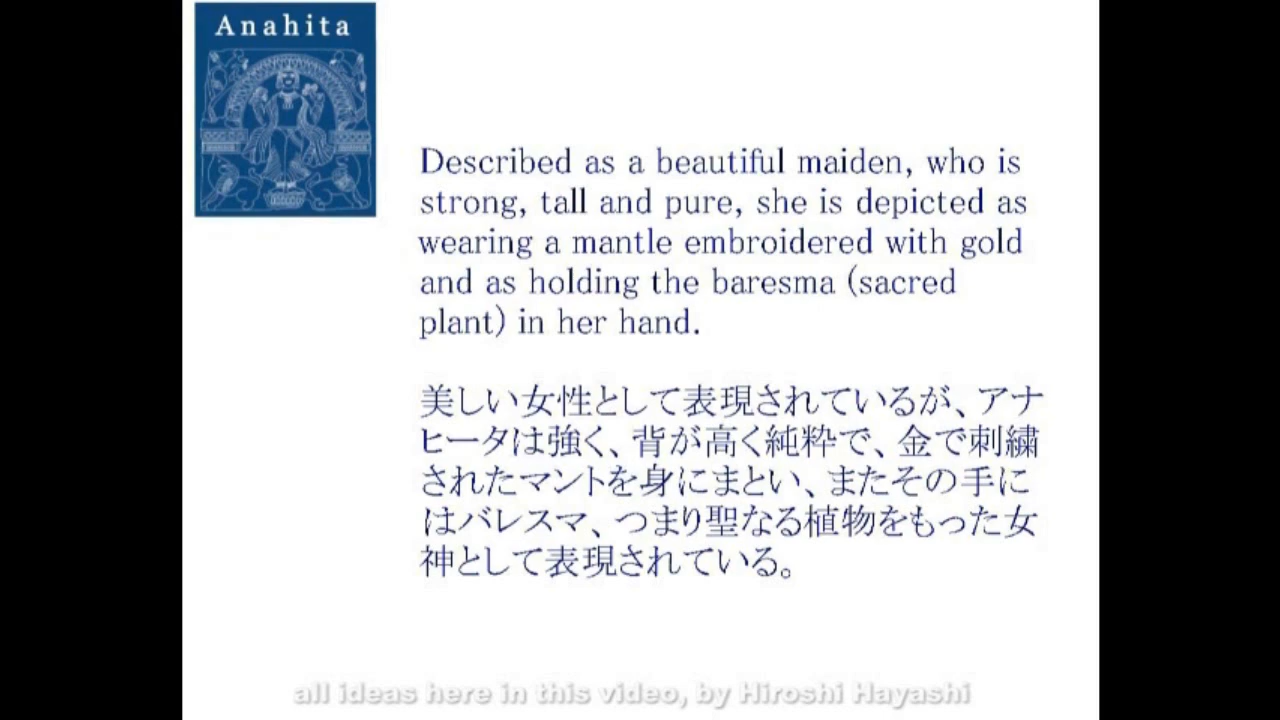 Anahita
Described as a beautiful maiden, who is
strong, tall and pure, she is depicted as
wearing a mantle embroidered with gold
and as holding the baresma (sacred
plant) in her hand.
美しい女性として表現されているが、アナ
ヒータは強く、背が高く純粋で、金で刺繍
されたマントを身にまとい、またその手に
はバレスマ、つまり聖なる植物をもった女
神として表現されている。
all ideas here in this video, by Hiroshi Hayashi